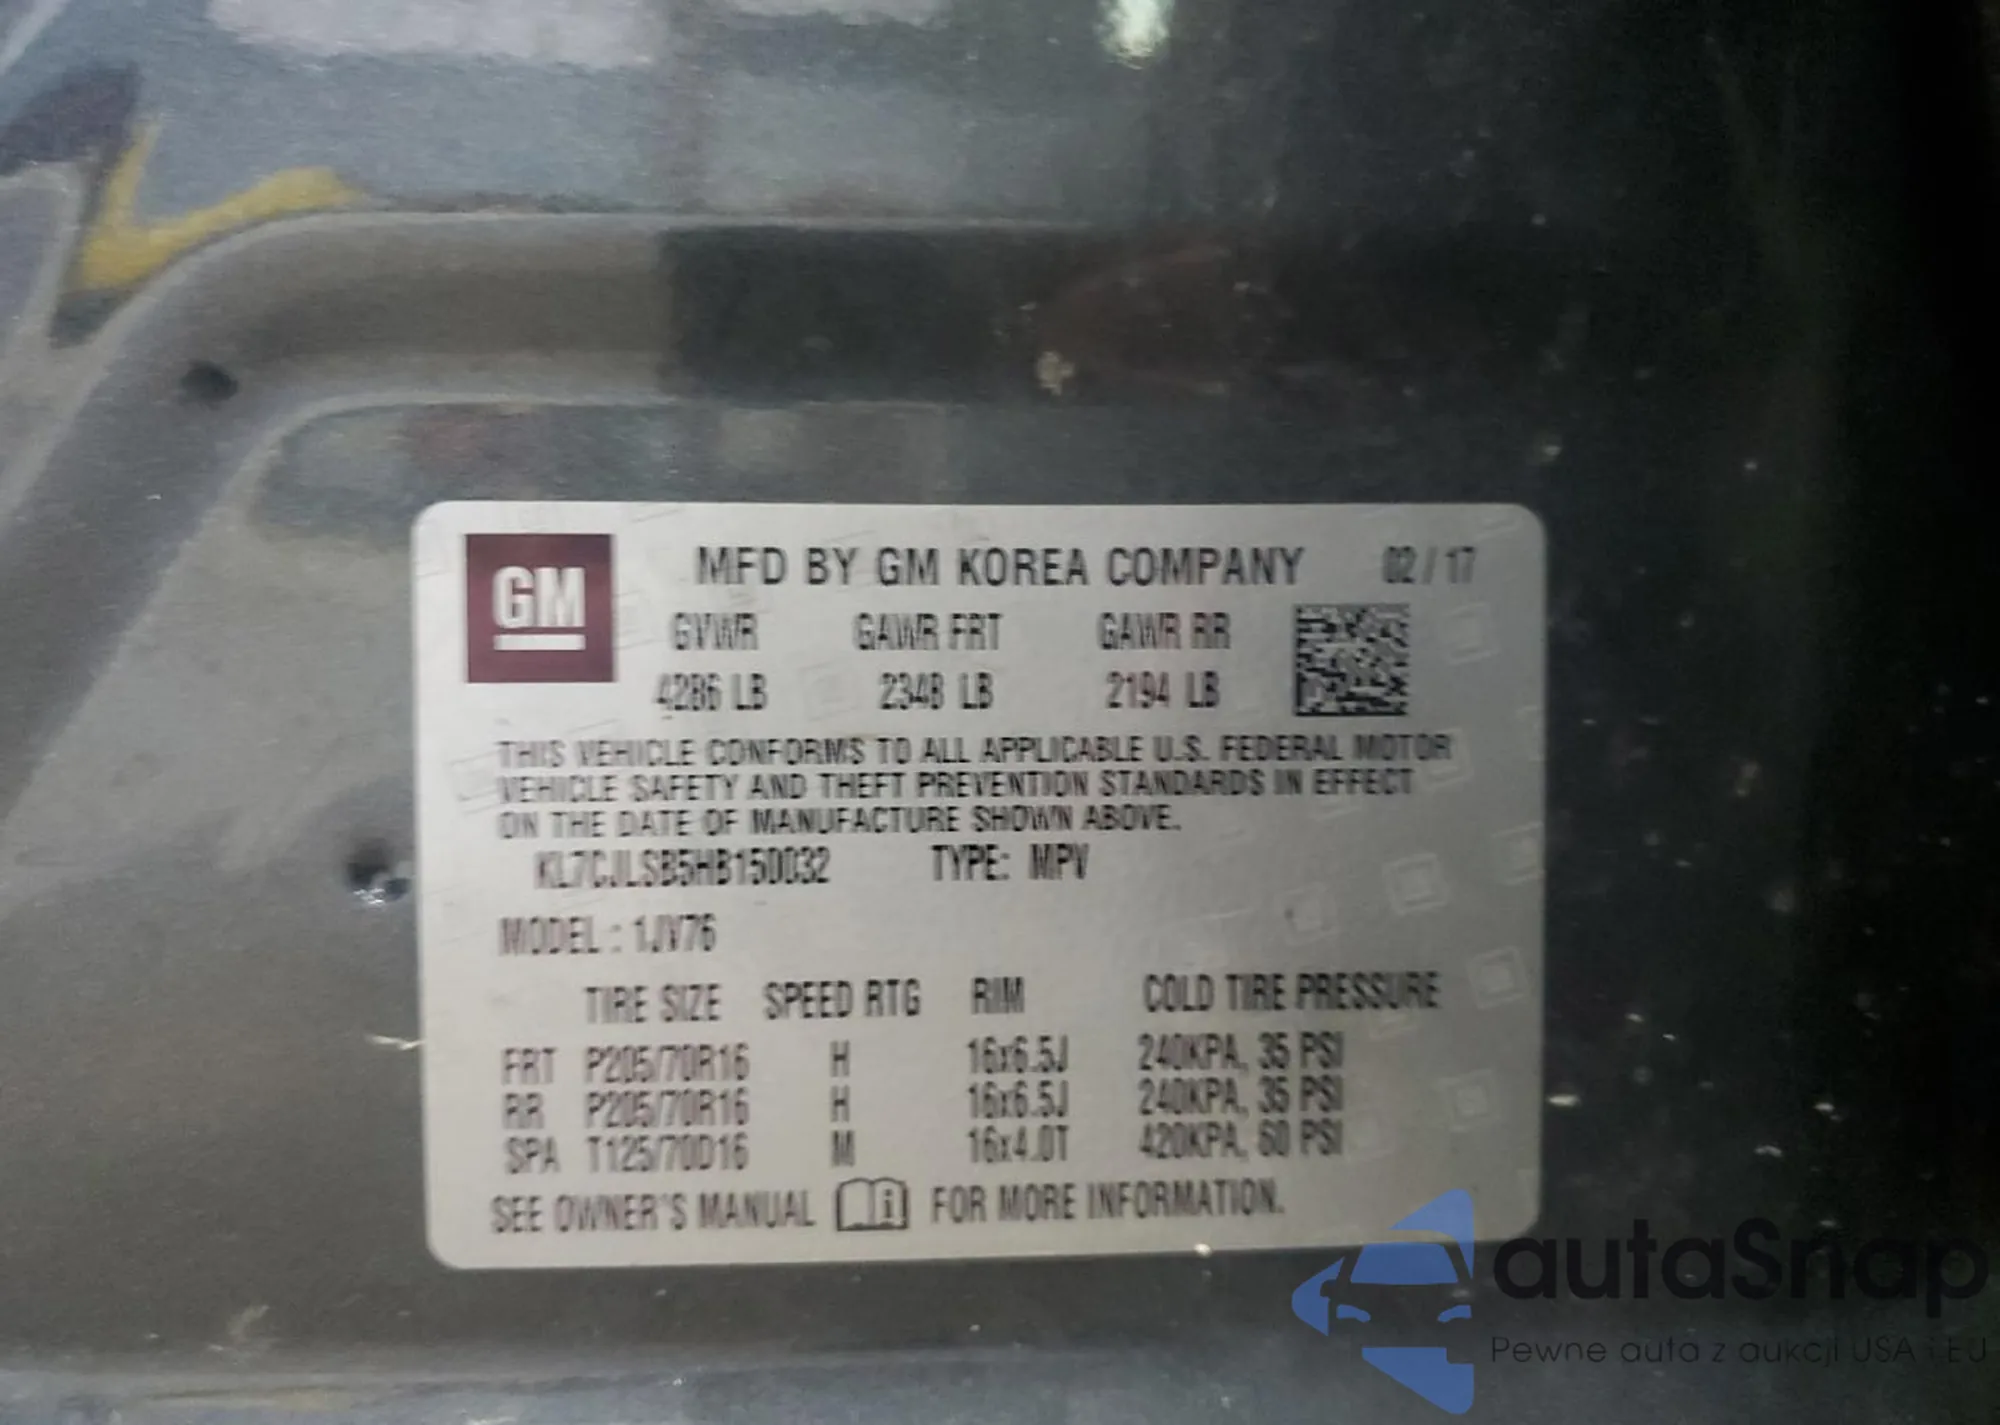 GM
MFD BY GM KOREA COMPANY 02/17
GVWR GAWR FRT GAWR RR
4286 LB 2348 LB 2194 LB
THIS VEHICLE CONFORMS TO ALL APPLICABLE U.S. FEDERAL MOTOR
VEHICLE SAFETY AND THEFT PREVENTION STANDARDS IN EFFECT
ON THE DATE OF MANUFACTURE SHOWN ABOVE.
KL7CJLSB5HB150032 TYPE: MPV
MODEL : 1JV76
TIRE SIZE SPEED RTG RIM COLD TIRE PRESSURE
FRT P205/70R16 H 16x6.5J 240KPA, 35 PSI
RR P205/70R16 H 16x6.5J 240KPA, 35 PSI
SPA T125/70D16 M 16x4.0T 420KPA, 60 PSI
SEE OWNER'S MANUAL FOR MORE INFORMATION.
autaSnap
Pewne auta z aukcji USA i EU